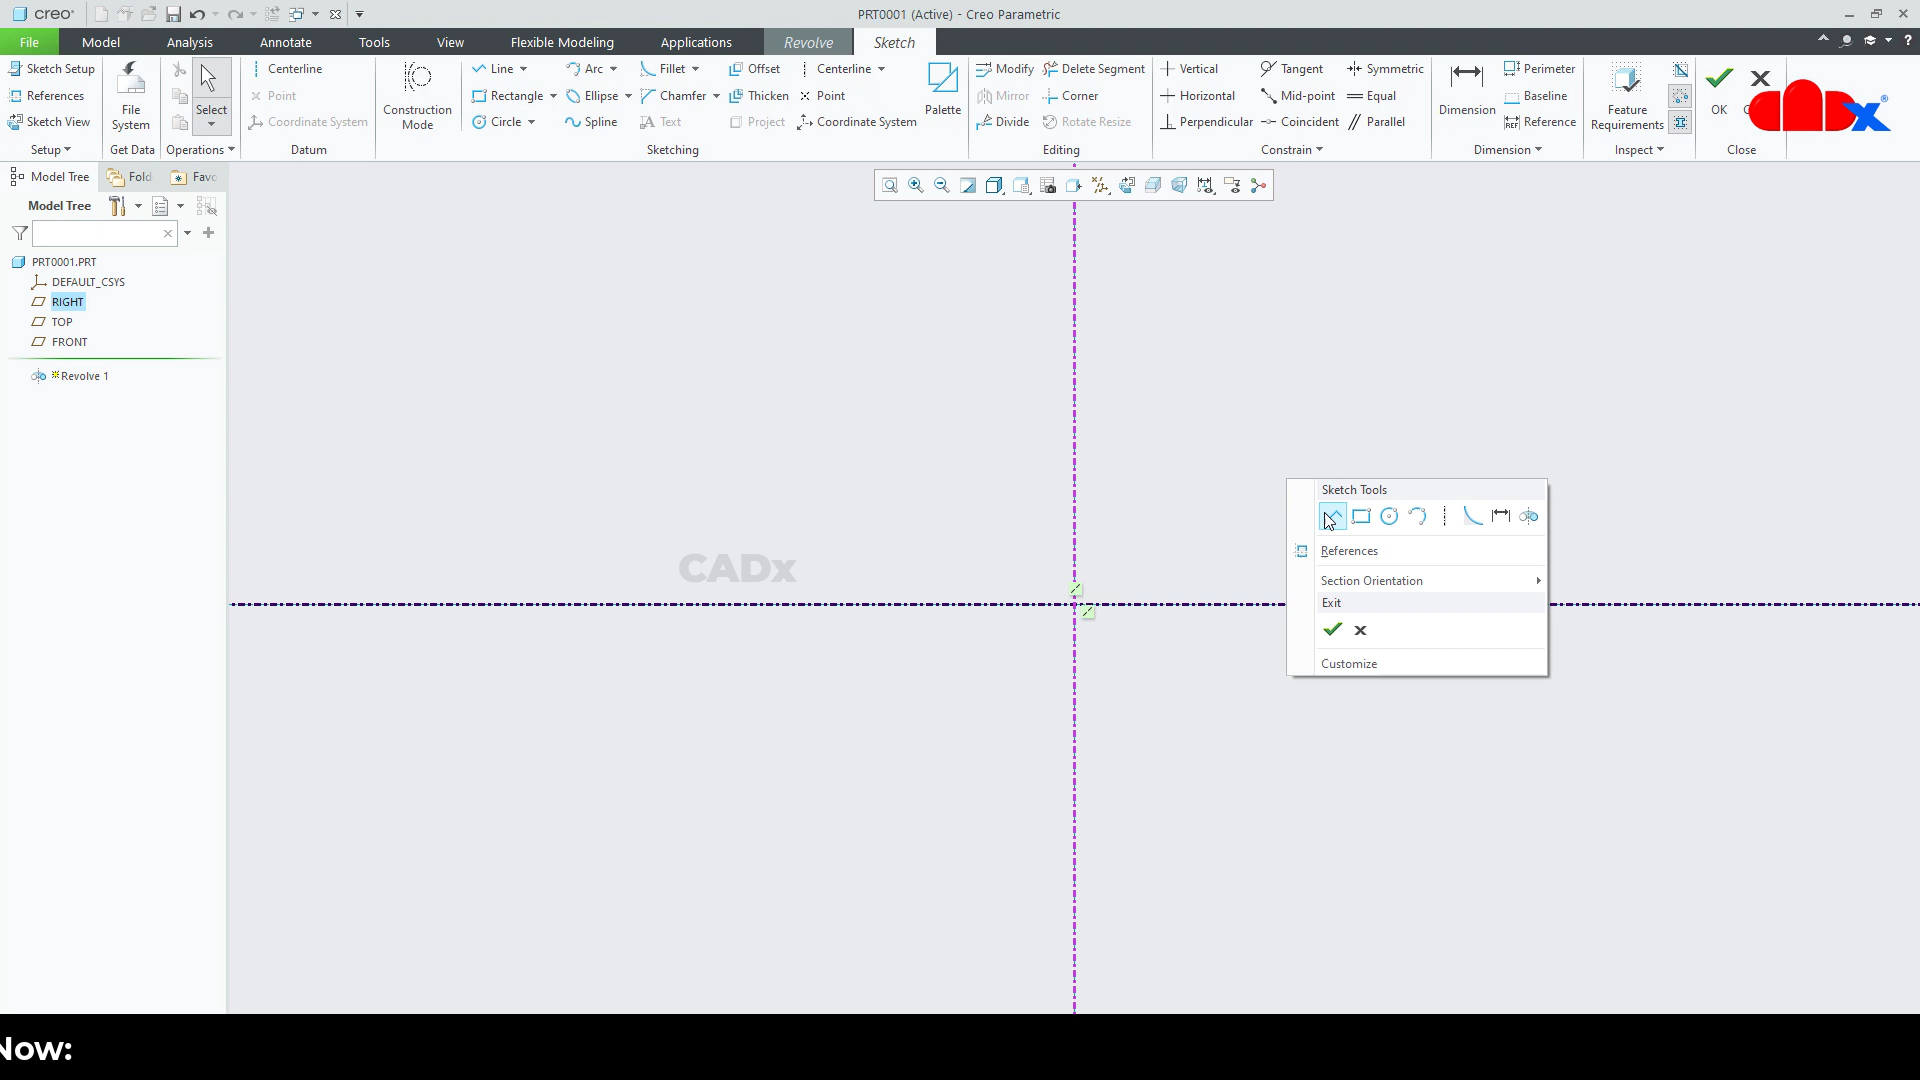 creo
PRT0001 (Active) - Creo Parametric
File Model Analysis Annotate Tools View Flexible Modeling Applications Revolve Sketch
Sketch Setup
References
Sketch View
Setup
File System
Get Data
Select
Operations
Centerline
Point
Coordinate System
Datum
Construction Mode
Line Arc Fillet Offset Centerline
Rectangle Ellipse Chamfer Thicken Point
Circle Spline Text Project Coordinate System
Palette
Sketching
Modify Delete Segment
Mirror Corner
Divide Rotate Resize
Editing
Vertical Tangent Symmetric
Horizontal Mid-point Equal
Perpendicular Coincident Parallel
Constrain
Dimension
Perimeter
Baseline
Reference
Dimension
Feature Requirements
Inspect
OK
Close
CADx
Model Tree Fold Favo
Model Tree
PRT0001.PRT
DEFAULT_CSYS
RIGHT
TOP
FRONT
Revolve 1
CADx
Sketch Tools
References
Section Orientation
Exit
Customize
Now: